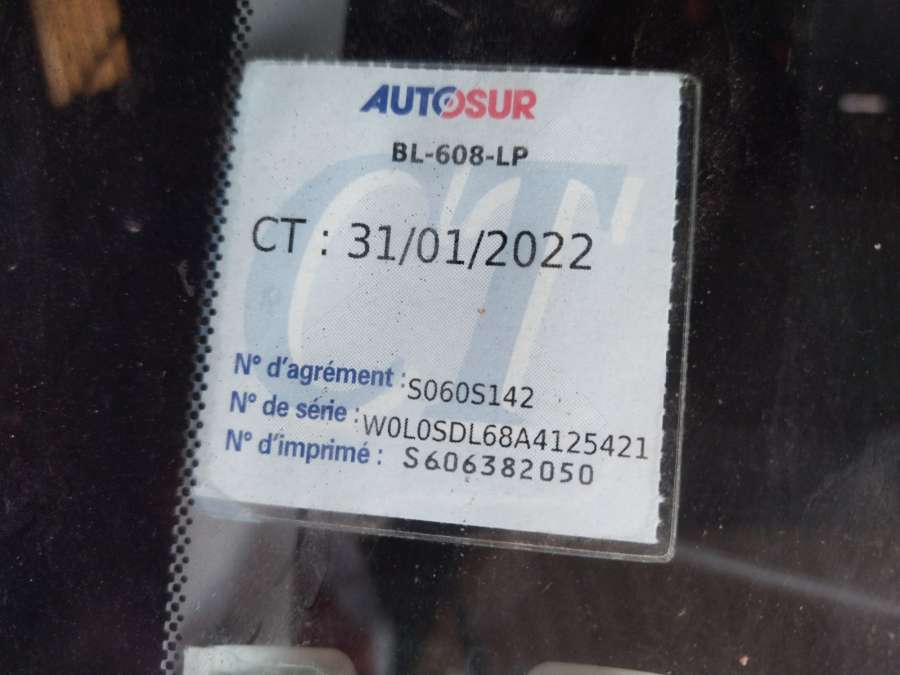 AUTOSUR
BL-608-LP
CT : 31/01/2022
N° d'agrément : S060S142
N° de série : W0L0SDL68A4125421
N° d'imprimé : S606382050